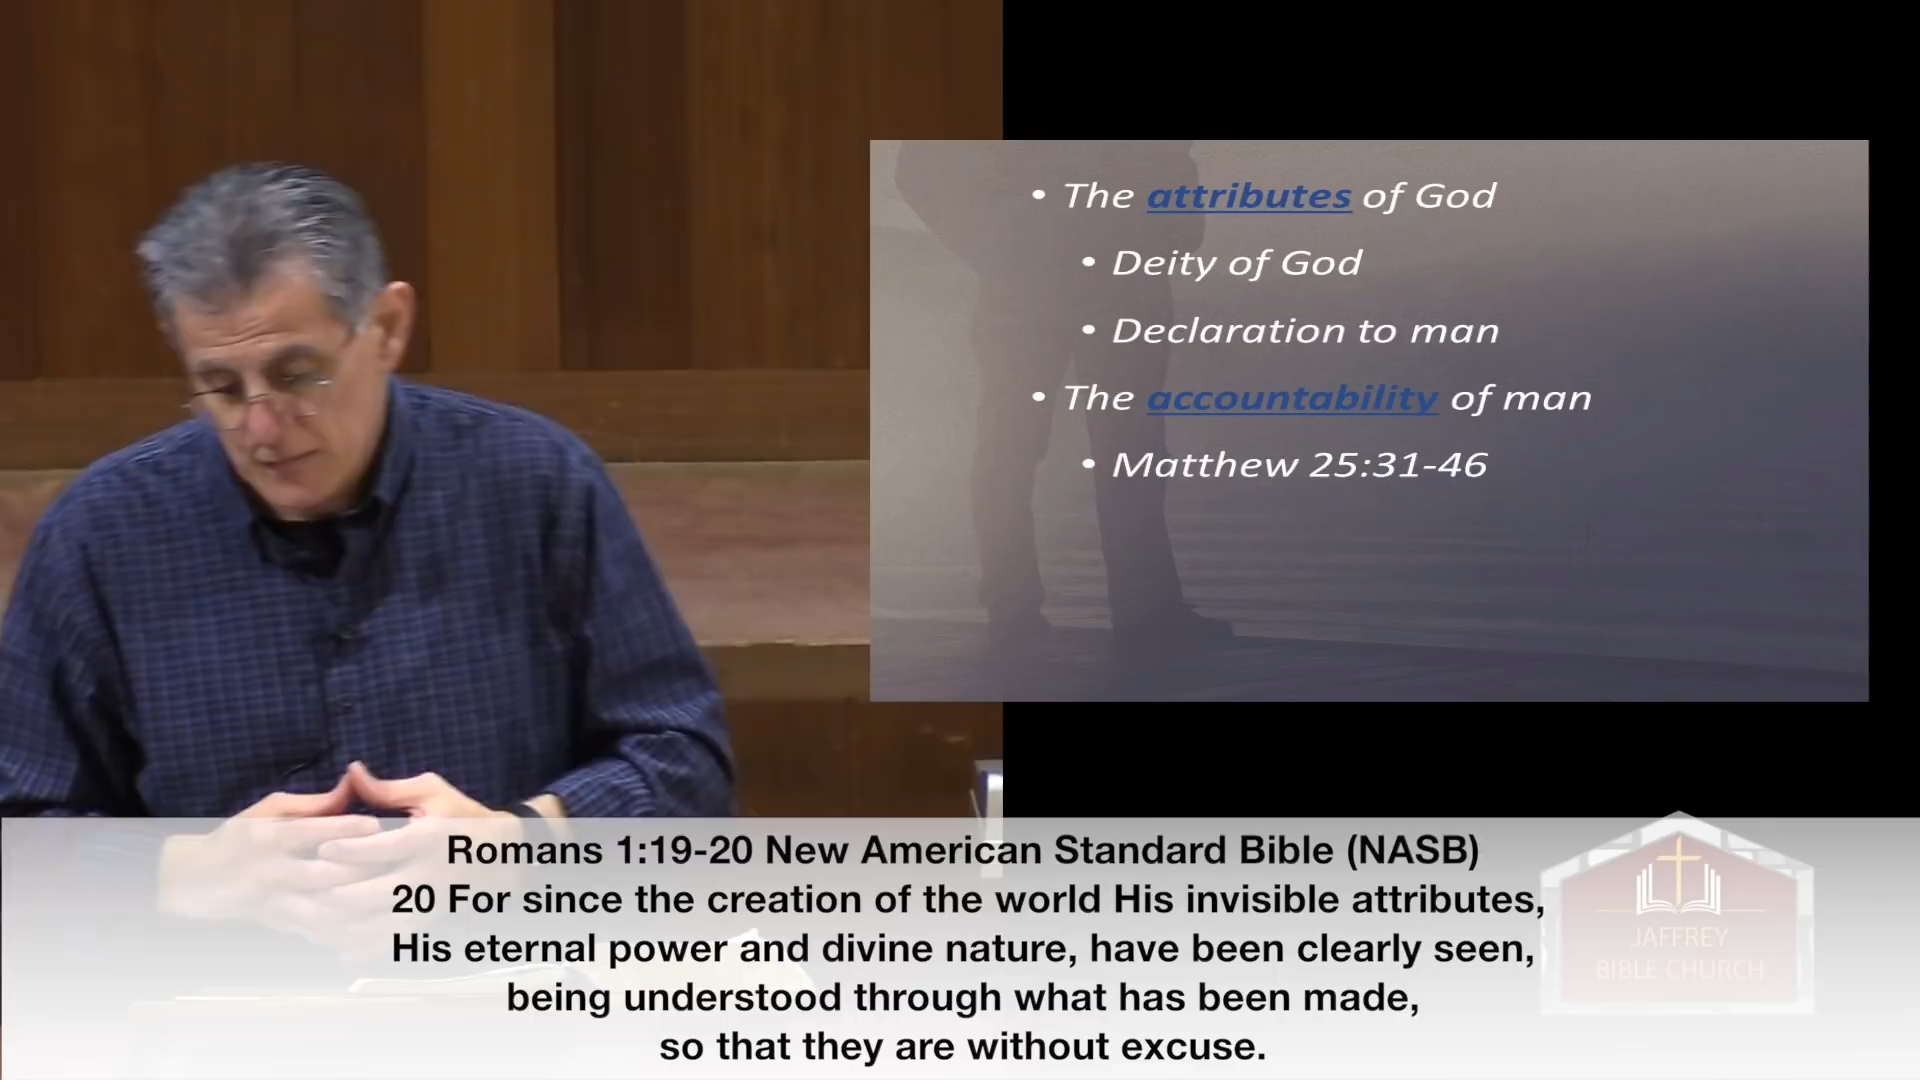 • The attributes of God
• Deity of God
• Declaration to man
• The accountability of man
• Matthew 25:31-46
Romans 1:19-20 New American Standard Bible (NASB)
20 For since the creation of the world His invisible attributes,
His eternal power and divine nature, have been clearly seen,
being understood through what has been made,
so that they are without excuse.
JAFFREY
BIBLE CHURCH